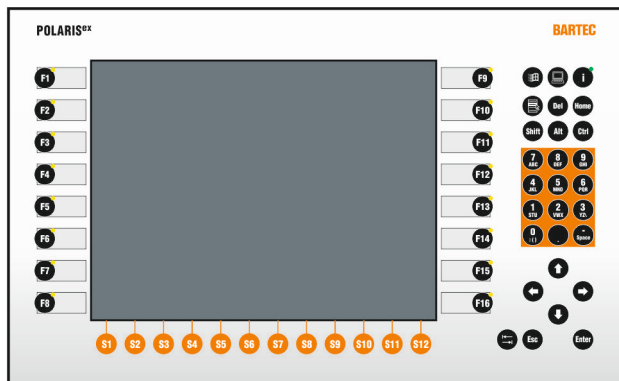 POLARISᵉˣ BARTEC
F1 F9 i
F2 F10 Del Home
F3 F11 Shift Alt Ctrl
F4 F12 7 ABC 8 DEF 9 GHI
F5 F13 4 JKL 5 MNO 6 PQR
F6 F14 1 STU 2 VWX 3 YZ\
0 :() . - Space
F7 F15
F8 F16
S1 S2 S3 S4 S5 S6 S7 S8 S9 S10 S11 S12 Esc Enter